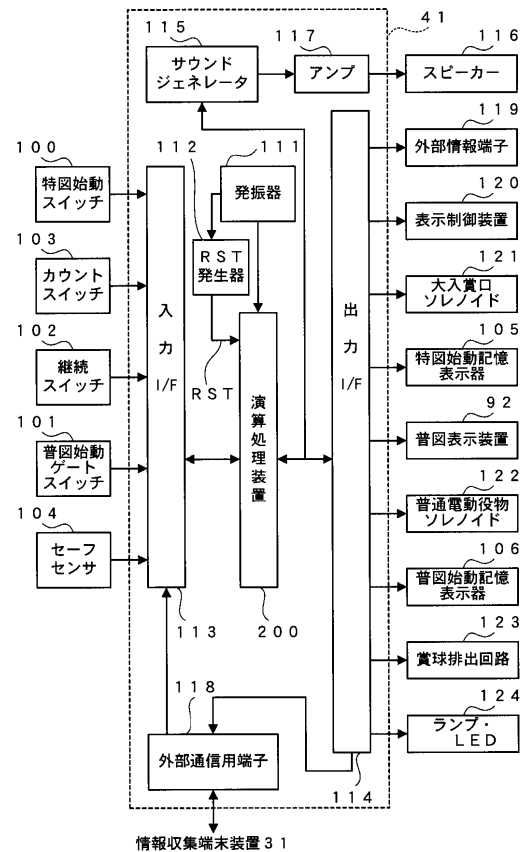 115
サウンド
ジェネレータ
117
アンプ
41
116
スピーカー
119
外部情報端子
120
表示制御装置
121
大入賞口
ソレノイド
105
特図始動記憶
表示器
92
普図表示装置
122
普通電動役物
ソレノイド
106
普図始動記憶
表示器
123
賞球排出回路
124
ランプ・
LED
100
特図始動
スイッチ
103
カウント
スイッチ
102
継続
スイッチ
101
普図始動
ゲート
スイッチ
104
セーフ
センサ
112
111
発振器
RST
発生器
RST
入力I/F
113
演算処理装置
200
出力I/F
114
118
外部通信用端子
情報収集端末装置31